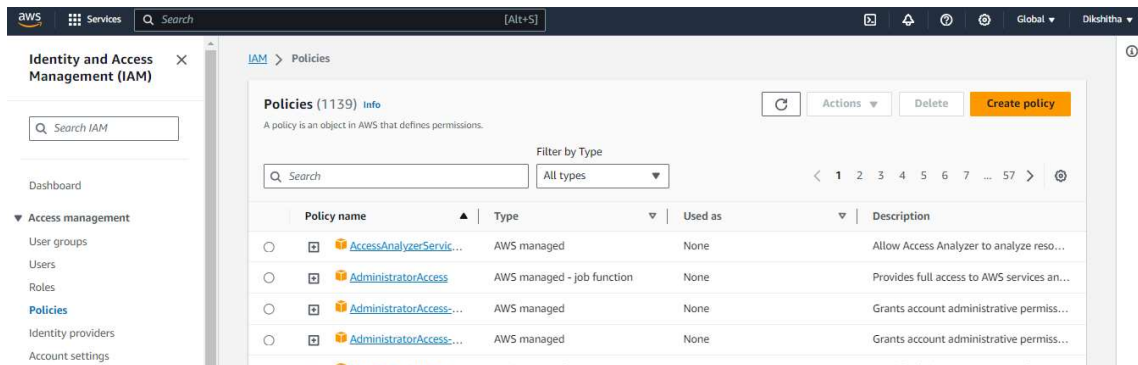 aws Services Search [Alt+S] Global Dikshitha
Identity and Access Management (IAM)
Search IAM
Dashboard
Access management
User groups
Users
Roles
Policies
Identity providers
Account settings
IAM > Policies
Policies (1139) Info
A policy is an object in AWS that defines permissions.
Actions Delete Create policy
Filter by Type
Search All types 1 2 3 4 5 6 7 ... 57
Policy name Type Used as Description
AccessAnalyzerServic... AWS managed None Allow Access Analyzer to analyze reso...
AdministratorAccess AWS managed - job function None Provides full access to AWS services an...
AdministratorAccess-... AWS managed None Grants account administrative permiss...
AdministratorAccess-... AWS managed None Grants account administrative permiss...